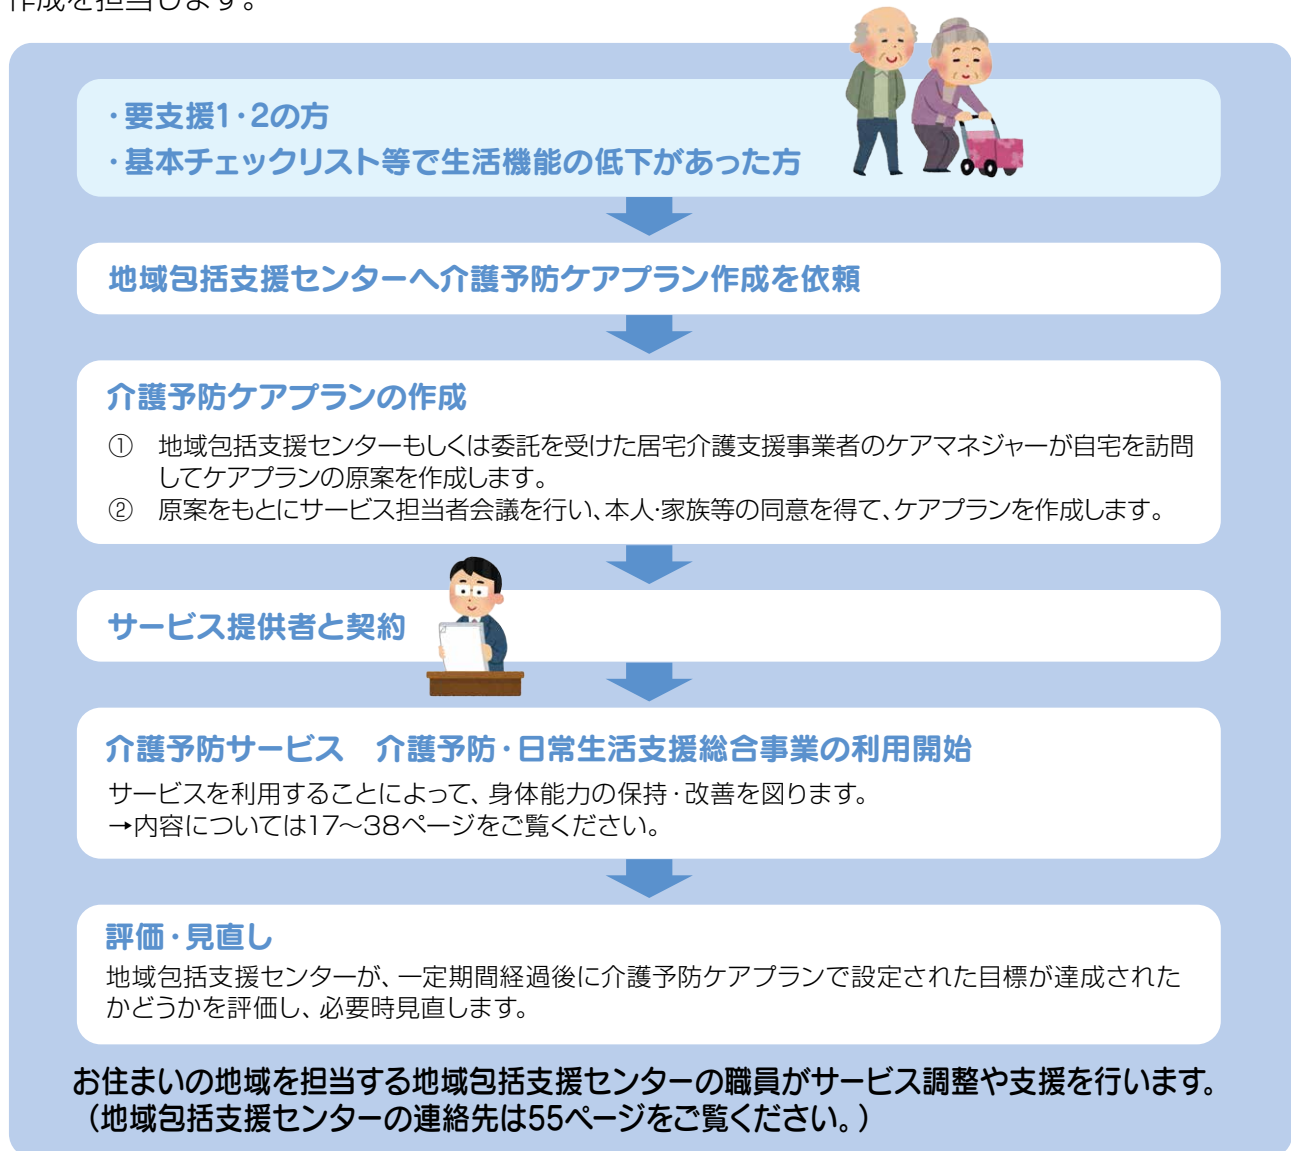 作成を担当します。
・要支援1・2の方
・基本チェックリスト等で生活機能の低下があった方
地域包括支援センターへ介護予防ケアプラン作成を依頼
介護予防ケアプランの作成
① 地域包括支援センターもしくは委託を受けた居宅介護支援事業者のケアマネジャーが自宅を訪問
してケアプランの原案を作成します。
② 原案をもとにサービス担当者会議を行い、本人・家族等の同意を得て、ケアプランを作成します。
サービス提供者と契約
介護予防サービス　介護予防・日常生活支援総合事業の利用開始
サービスを利用することによって、身体能力の保持・改善を図ります。
→内容については17～38ページをご覧ください。
評価・見直し
地域包括支援センターが、一定期間経過後に介護予防ケアプランで設定された目標が達成された
かどうかを評価し、必要時見直します。
お住まいの地域を担当する地域包括支援センターの職員がサービス調整や支援を行います。
（地域包括支援センターの連絡先は55ページをご覧ください。）